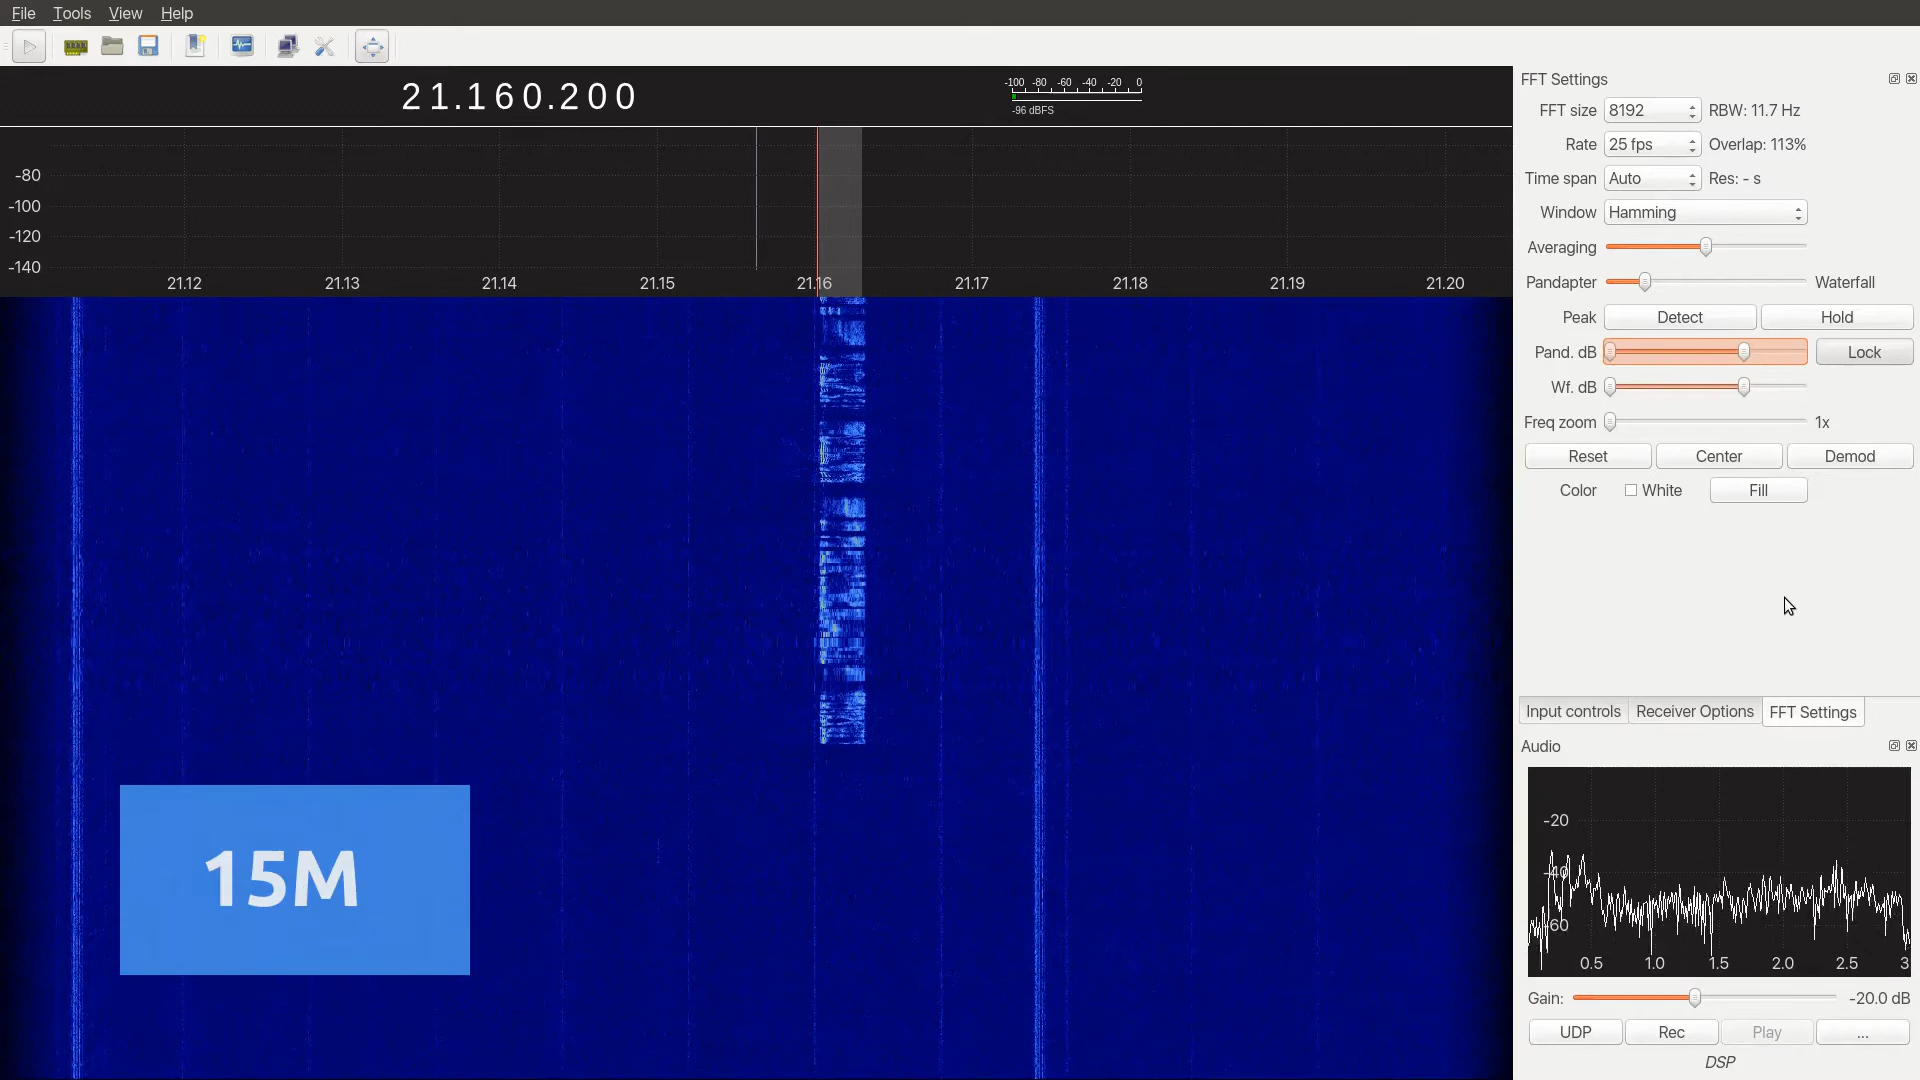 File Tools View Help
21.160.200
-100 -80 -60 -40 -20 0
-96 dBFS
-80
-100
-120
-140
21.12 21.13 21.14 21.15 21.16 21.17 21.18 21.19 21.20
15M
FFT Settings
FFT size 8192 RBW: 11.7 Hz
Rate 25 fps Overlap: 113%
Time span Auto Res: - s
Window Hamming
Averaging
Pandapter Waterfall
Peak Detect Hold
Pand. dB Lock
Wf. dB
Freq zoom 1x
Reset Center Demod
Color White Fill
Input controls Receiver Options FFT Settings
Audio
-20
-40
-60
0.5 1.0 1.5 2.0 2.5 3
Gain: -20.0 dB
UDP Rec Play ...
DSP